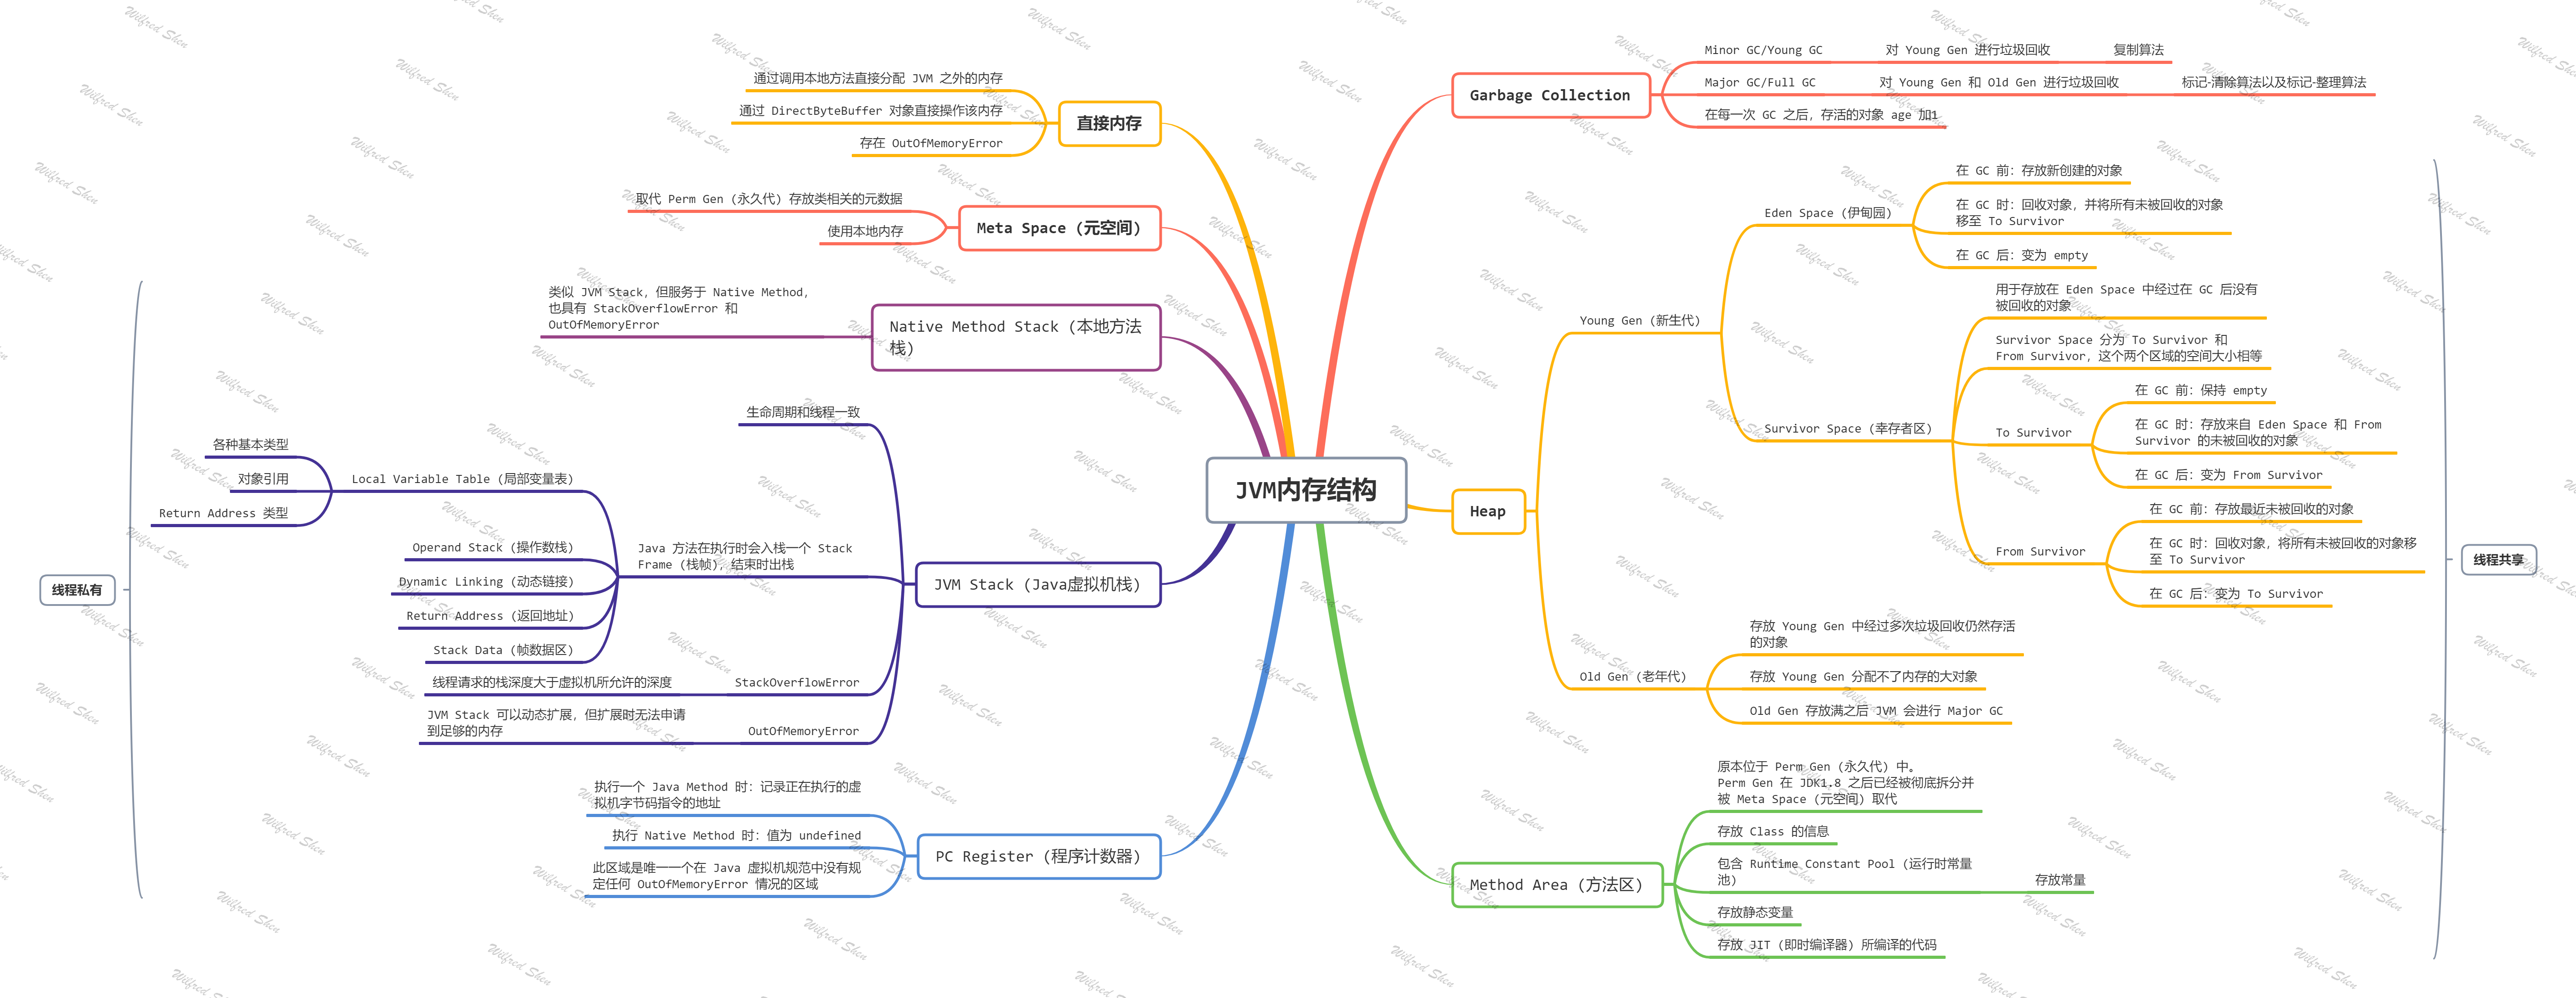 JVM内存结构
Garbage Collection
Minor GC/Young GC
对 Young Gen 进行垃圾回收
复制算法
Major GC/Full GC
对 Young Gen 和 Old Gen 进行垃圾回收
标记-清除算法以及标记-整理算法
在每一次 GC 之后，存活的对象 age 加1
Heap
Young Gen (新生代)
Eden Space (伊甸园)
在 GC 前：存放新创建的对象
在 GC 时：回收对象，并将所有未被回收的对象
移至 To Survivor
在 GC 后：变为 empty
Survivor Space (幸存者区)
用于存放在 Eden Space 中经过在 GC 后没有
被回收的对象
Survivor Space 分为 To Survivor 和
From Survivor，这个两个区域的空间大小相等
To Survivor
在 GC 前：保持 empty
在 GC 时：存放来自 Eden Space 和 From
Survivor 的未被回收的对象
在 GC 后：变为 From Survivor
From Survivor
在 GC 前：存放最近未被回收的对象
在 GC 时：回收对象，将所有未被回收的对象移
至 To Survivor
在 GC 后：变为 To Survivor
Old Gen (老年代)
存放 Young Gen 中经过多次垃圾回收仍然存活
的对象
存放 Young Gen 分配不了内存的大对象
Old Gen 存放满之后 JVM 会进行 Major GC
Method Area (方法区)
原本位于 Perm Gen (永久代) 中。
Perm Gen 在 JDK1.8 之后已经被彻底拆分并
被 Meta Space (元空间) 取代
存放 Class 的信息
包含 Runtime Constant Pool (运行时常量
池)
存放常量
存放静态变量
存放 JIT (即时编译器) 所编译的代码
线程共享
直接内存
通过调用本地方法直接分配 JVM 之外的内存
通过 DirectByteBuffer 对象直接操作该内存
存在 OutOfMemoryError
Meta Space (元空间)
取代 Perm Gen (永久代) 存放类相关的元数据
使用本地内存
Native Method Stack (本地方法
栈)
类似 JVM Stack，但服务于 Native Method，
也具有 StackOverflowError 和
OutOfMemoryError
JVM Stack (Java虚拟机栈)
生命周期和线程一致
Java 方法在执行时会入栈一个 Stack
Frame (栈帧)，结束时出栈
Local Variable Table (局部变量表)
各种基本类型
对象引用
Return Address 类型
Operand Stack (操作数栈)
Dynamic Linking (动态链接)
Return Address (返回地址)
Stack Data (帧数据区)
StackOverflowError
线程请求的栈深度大于虚拟机所允许的深度
OutOfMemoryError
JVM Stack 可以动态扩展，但扩展时无法申请
到足够的内存
PC Register (程序计数器)
执行一个 Java Method 时：记录正在执行的虚
拟机字节码指令的地址
执行 Native Method 时：值为 undefined
此区域是唯一一个在 Java 虚拟机规范中没有规
定任何 OutOfMemoryError 情况的区域
线程私有
Wilfred Shen